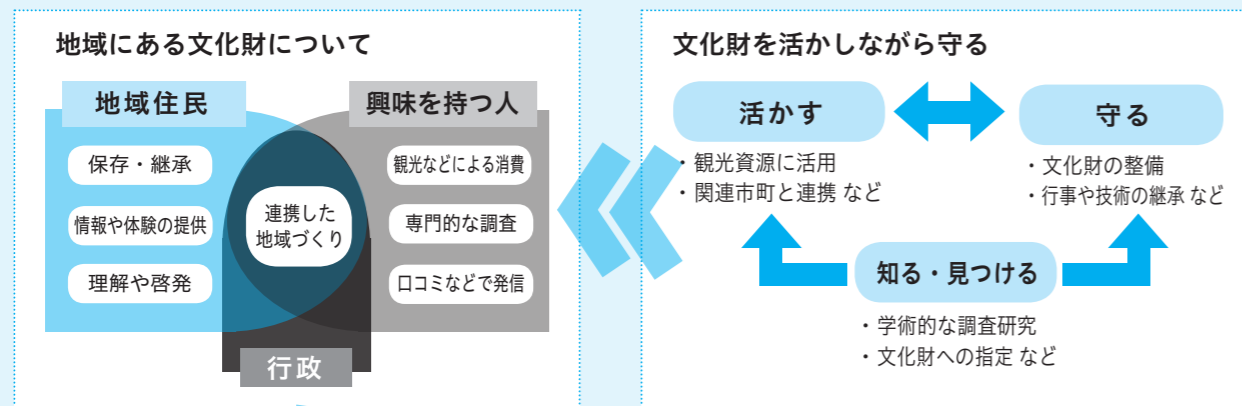 地域にある文化財について
地域住民
興味を持つ人
保存・継承
情報や体験の提供
理解や啓発
連携した
地域づくり
観光などによる消費
専門的な調査
口コミなどで発信
行政
文化財を活かしながら守る
活かす
・観光資源に活用
・関連市町と連携 など
守る
・文化財の整備
・行事や技術の継承 など
知る・見つける
・学術的な調査研究
・文化財への指定 など